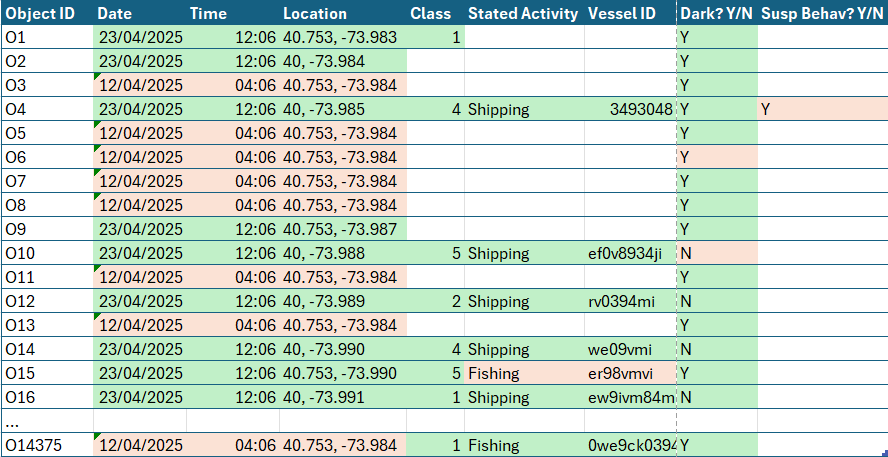 Object ID Date Time Location Class Stated Activity Vessel ID Dark? Y/N Susp Behav? Y/N
O1 23/04/2025 12:06 40.753, -73.983 1 Y
O2 23/04/2025 12:06 40, -73.984 Y
O3 12/04/2025 04:06 40.753, -73.984 Y
O4 23/04/2025 12:06 40, -73.985 4 Shipping 3493048 Y Y
O5 12/04/2025 04:06 40.753, -73.984 Y
O6 12/04/2025 04:06 40.753, -73.984 Y
O7 12/04/2025 04:06 40.753, -73.984 Y
O8 12/04/2025 04:06 40.753, -73.984 Y
O9 23/04/2025 12:06 40.753, -73.987 Y
O10 23/04/2025 12:06 40, -73.988 5 Shipping ef0v8934ji N
O11 12/04/2025 04:06 40.753, -73.984 Y
O12 23/04/2025 12:06 40, -73.989 2 Shipping rv0394mi N
O13 12/04/2025 04:06 40.753, -73.984 Y
O14 23/04/2025 12:06 40, -73.990 4 Shipping we09vmi N
O15 23/04/2025 12:06 40.753, -73.990 5 Fishing er98vmvi Y
O16 23/04/2025 12:06 40, -73.991 1 Shipping ew9ivm84m N
...
O14375 12/04/2025 04:06 40.753, -73.984 1 Fishing 0we9ck0394 Y